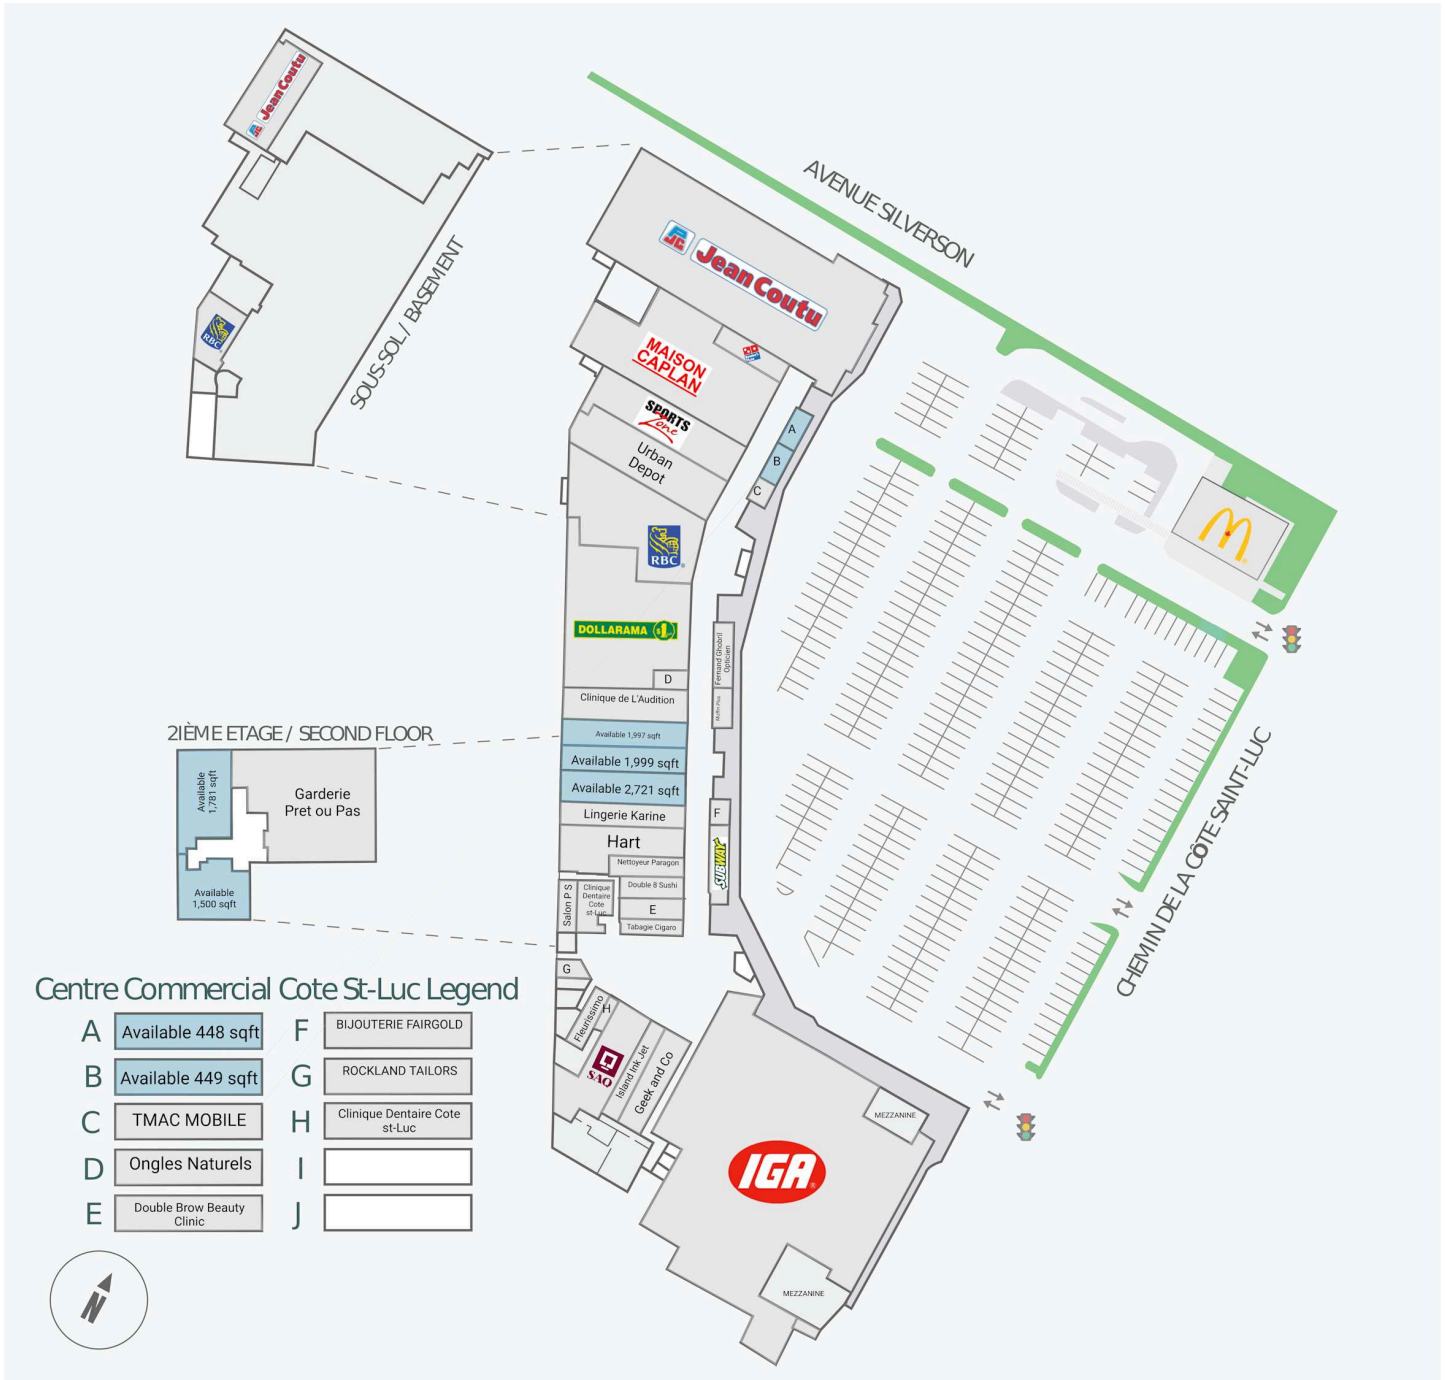 Jean Coutu
SOUS-SOL / BASEMENT
RBC
AVENUE SILVERSON
Jean Coutu
MAISON
CAPLAN
SPORTS
Zone
Urban
Depot
A
B
C
RBC
DOLLARAMA $1
D
Fernand Ghobril
Opticien
Clinique de L'Audition
Available 1,997 sqft
Available 1,999 sqft
Available 2,721 sqft
Lingerie Karine
Hart
Nettoyeur Paragon
Double 8 Sushi
E
Tabagie Cigaro
Salon P S
Clinique
Dentaire
Cote
st-Luc
F
SUBWAY
G
Fleurissimo
H
SAQ
Island Ink Jet
Geek and Co
MEZZANINE
IGA
MEZZANINE
CHEMIN DE LA CÔTE SAINT-LUC
2IÈME ETAGE / SECOND FLOOR
Available
1,781 sqft
Garderie
Pret ou Pas
Available
1,500 sqft
Centre Commercial Cote St-Luc Legend
A Available 448 sqft
B Available 449 sqft
C TMAC MOBILE
D Ongles Naturels
E Double Brow Beauty
Clinic
F BIJOUTERIE FAIRGOLD
G ROCKLAND TAILORS
H Clinique Dentaire Cote
st-Luc
I
J
N